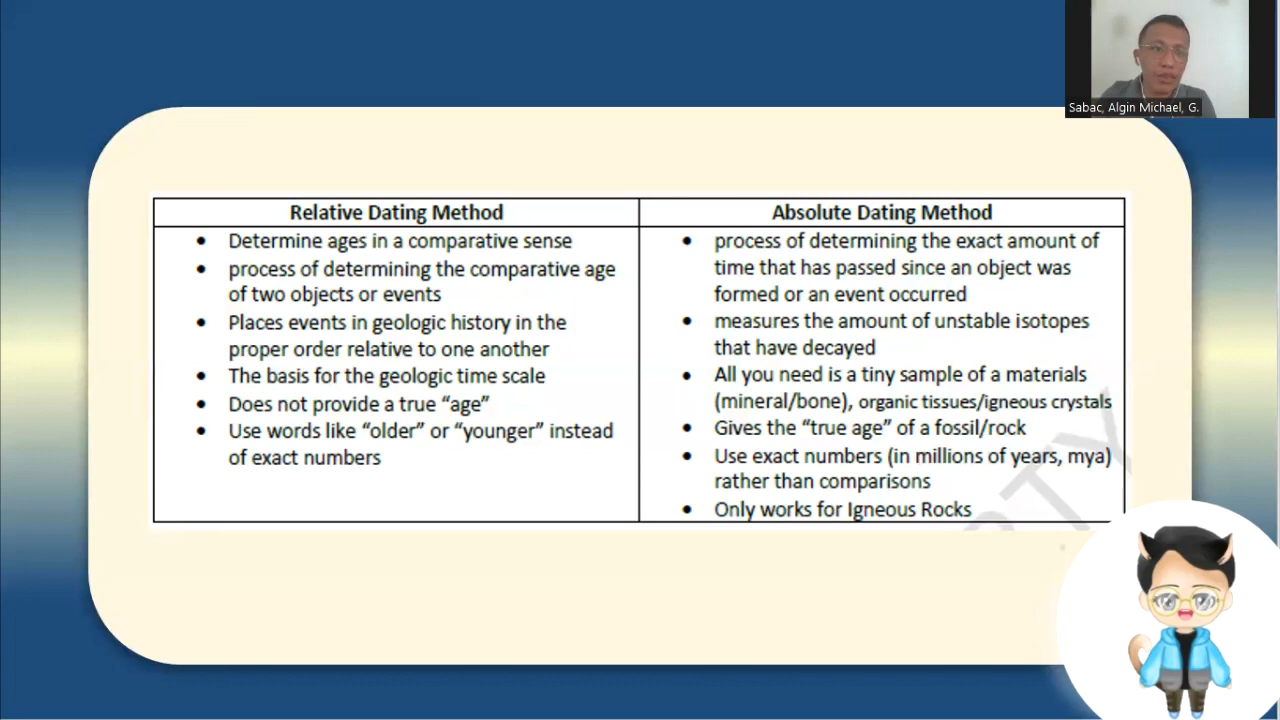 Sabac, Algin Michael, G.
Relative Dating Method
• Determine ages in a comparative sense
• process of determining the comparative age
of two objects or events
• Places events in geologic history in the
proper order relative to one another
• The basis for the geologic time scale
• Does not provide a true “age”
• Use words like “older” or “younger” instead
of exact numbers
Absolute Dating Method
• process of determining the exact amount of
time that has passed since an object was
formed or an event occurred
• measures the amount of unstable isotopes
that have decayed
• All you need is a tiny sample of a materials
(mineral/bone), organic tissues/igneous crystals
• Gives the “true age” of a fossil/rock
• Use exact numbers (in millions of years, mya)
rather than comparisons
• Only works for Igneous Rocks